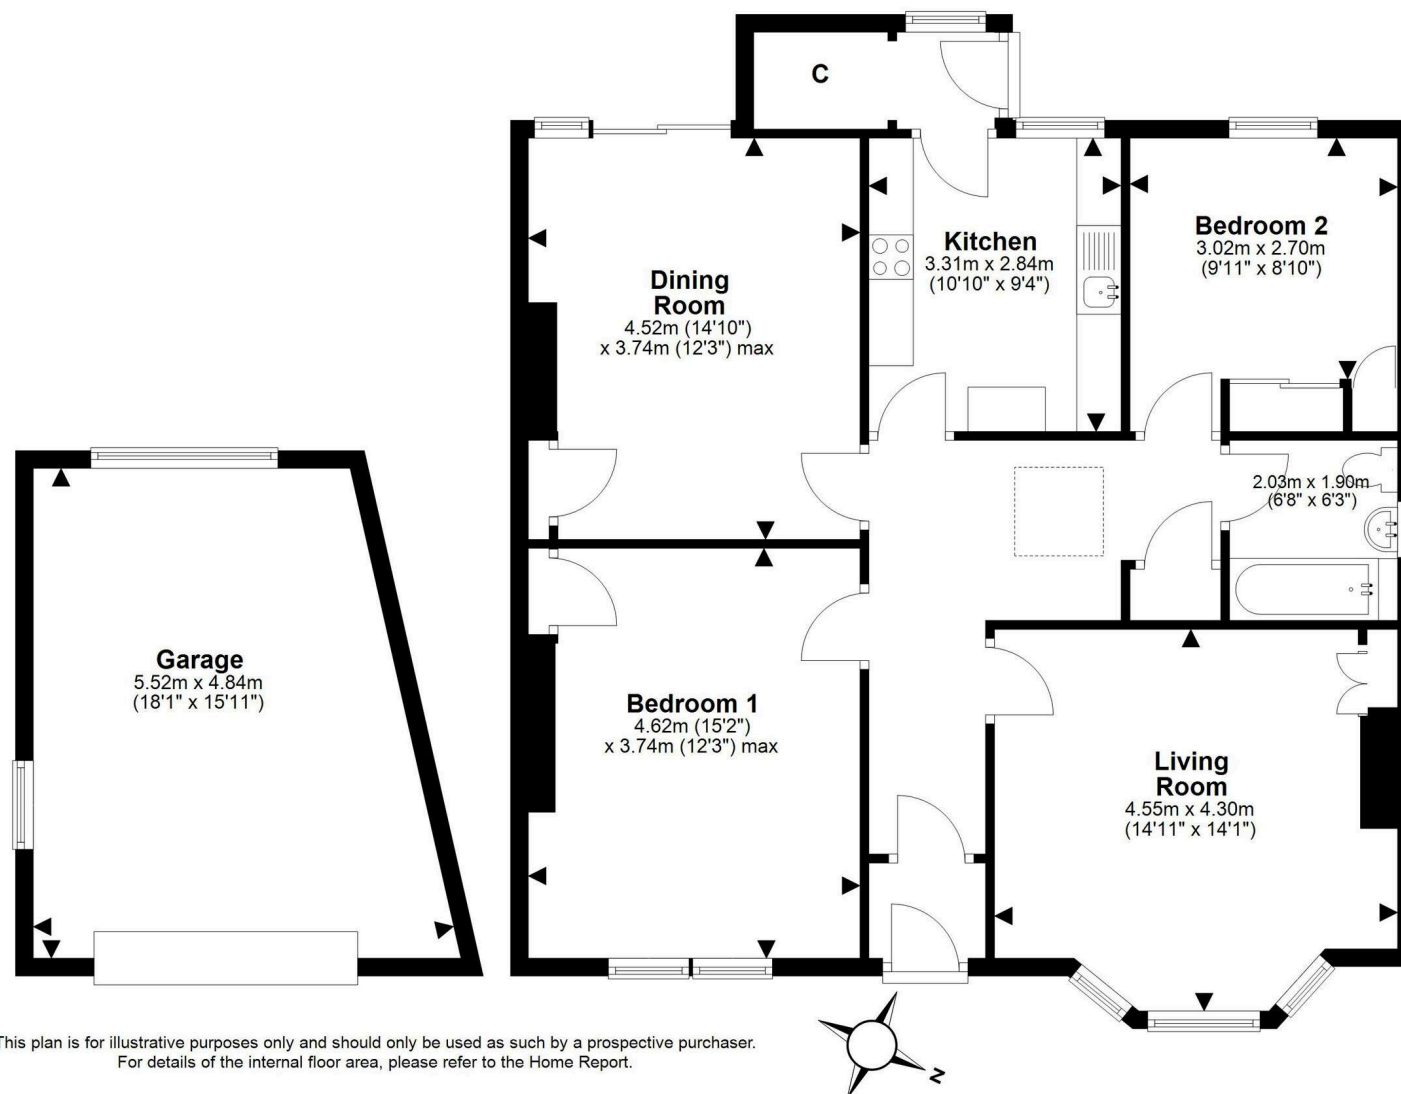 C
Dining
Room
4.52m (14'10")
x 3.74m (12'3") max
Kitchen
3.31m x 2.84m
(10'10" x 9'4")
Bedroom 2
3.02m x 2.70m
(9'11" x 8'10")
2.03m x 1.90m
(6'8" x 6'3")
Garage
5.52m x 4.84m
(18'1" x 15'11")
Bedroom 1
4.62m (15'2")
x 3.74m (12'3") max
Living
Room
4.55m x 4.30m
(14'11" x 14'1")
This plan is for illustrative purposes only and should only be used as such by a prospective purchaser.
For details of the internal floor area, please refer to the Home Report.
N